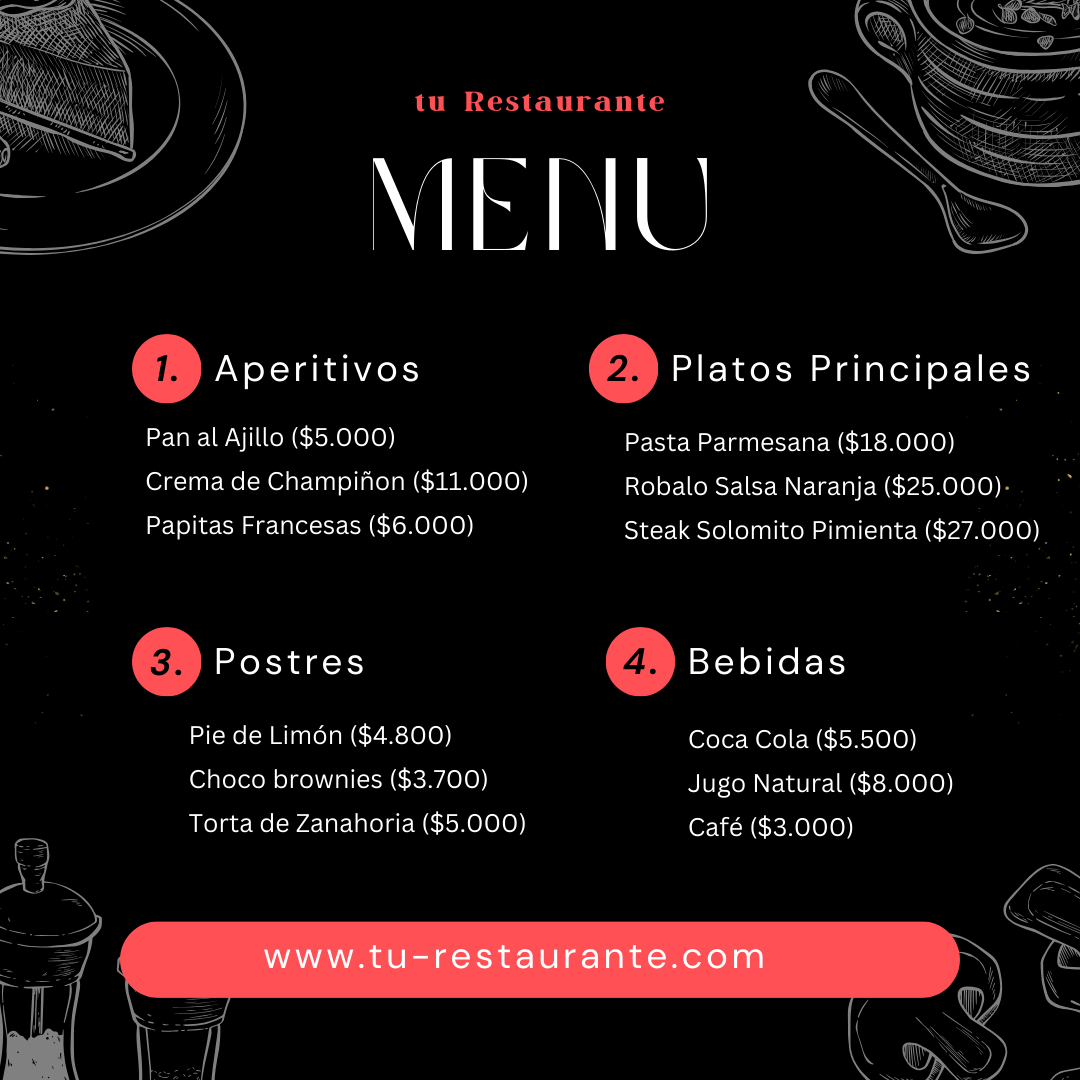 tu Restaurante
MENU
1. Aperitivos
Pan al Ajillo ($5.000)
Crema de Champiñon ($11.000)
Papitas Francesas ($6.000)
2. Platos Principales
Pasta Parmesana ($18.000)
Robalo Salsa Naranja ($25.000)
Steak Solomito Pimienta ($27.000)
3. Postres
Pie de Limón ($4.800)
Choco brownies ($3.700)
Torta de Zanahoria ($5.000)
4. Bebidas
Coca Cola ($5.500)
Jugo Natural ($8.000)
Café ($3.000)
www.tu-restaurante.com